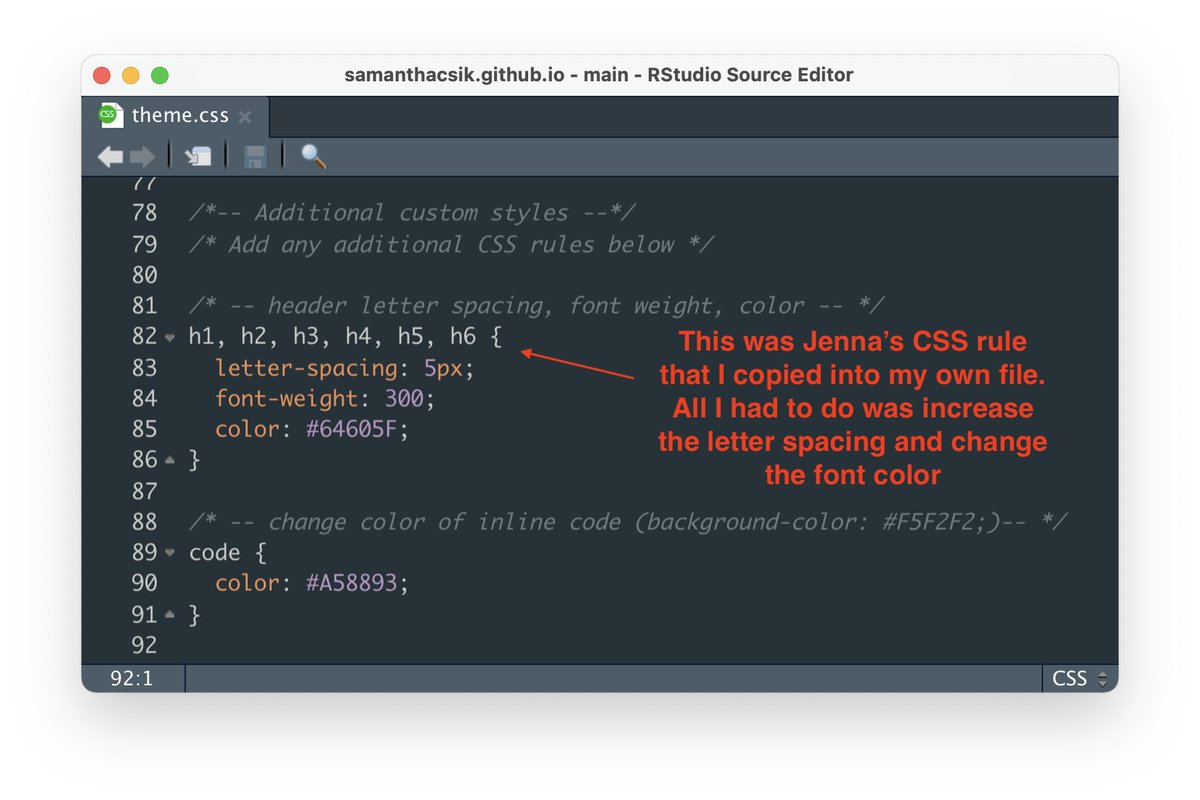 samanthacsik.github.io - main - RStudio Source Editor
CSS
theme.css
77
78 /*-- Additional custom styles --*/
79 /* Add any additional CSS rules below */
80
81 /* -- header letter spacing, font weight, color -- */
82 h1, h2, h3, h4, h5, h6 {
83 letter-spacing: 5px;
84 font-weight: 300;
85 color: #64605F;
86 }
87
88 /* -- change color of inline code (background-color: #F5F2F2;)-- */
89 code {
90 color: #A58893;
91 }
92
This was Jenna’s CSS rule
that I copied into my own file.
All I had to do was increase
the letter spacing and change
the font color
92:1
CSS